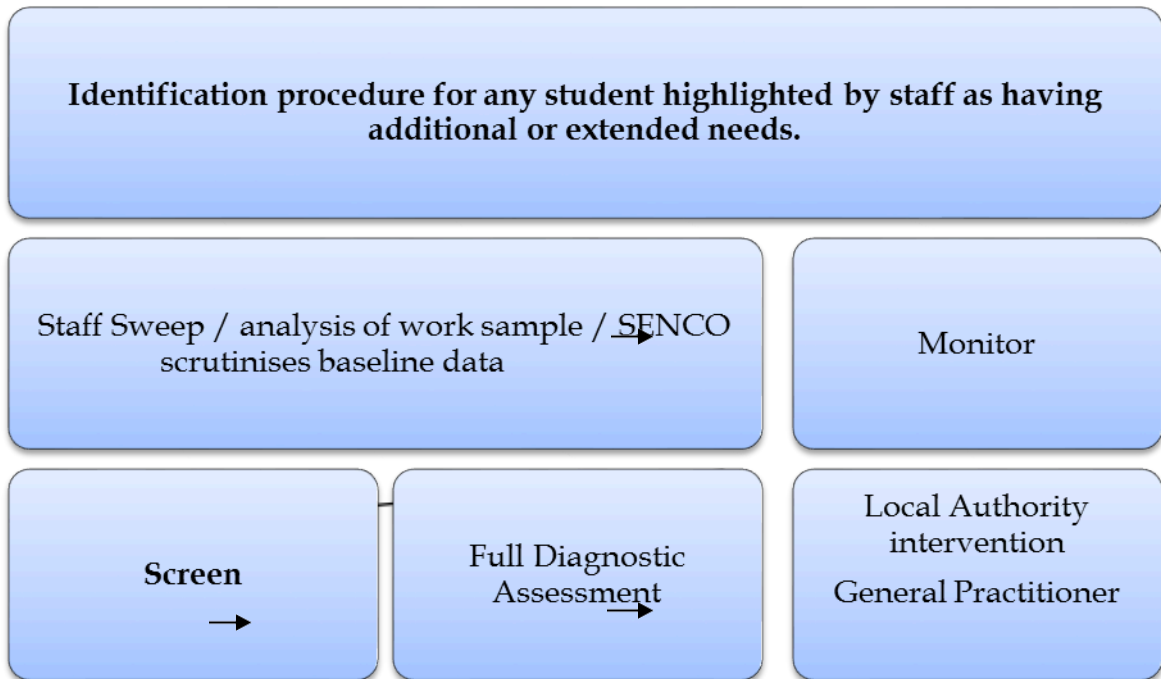 Identification procedure for any student highlighted by staff as having
additional or extended needs.
Staff Sweep / analysis of work sample / SENCO
scrutinises baseline data
Monitor
Screen
Full Diagnostic
Assessment
Local Authority
intervention
General Practitioner